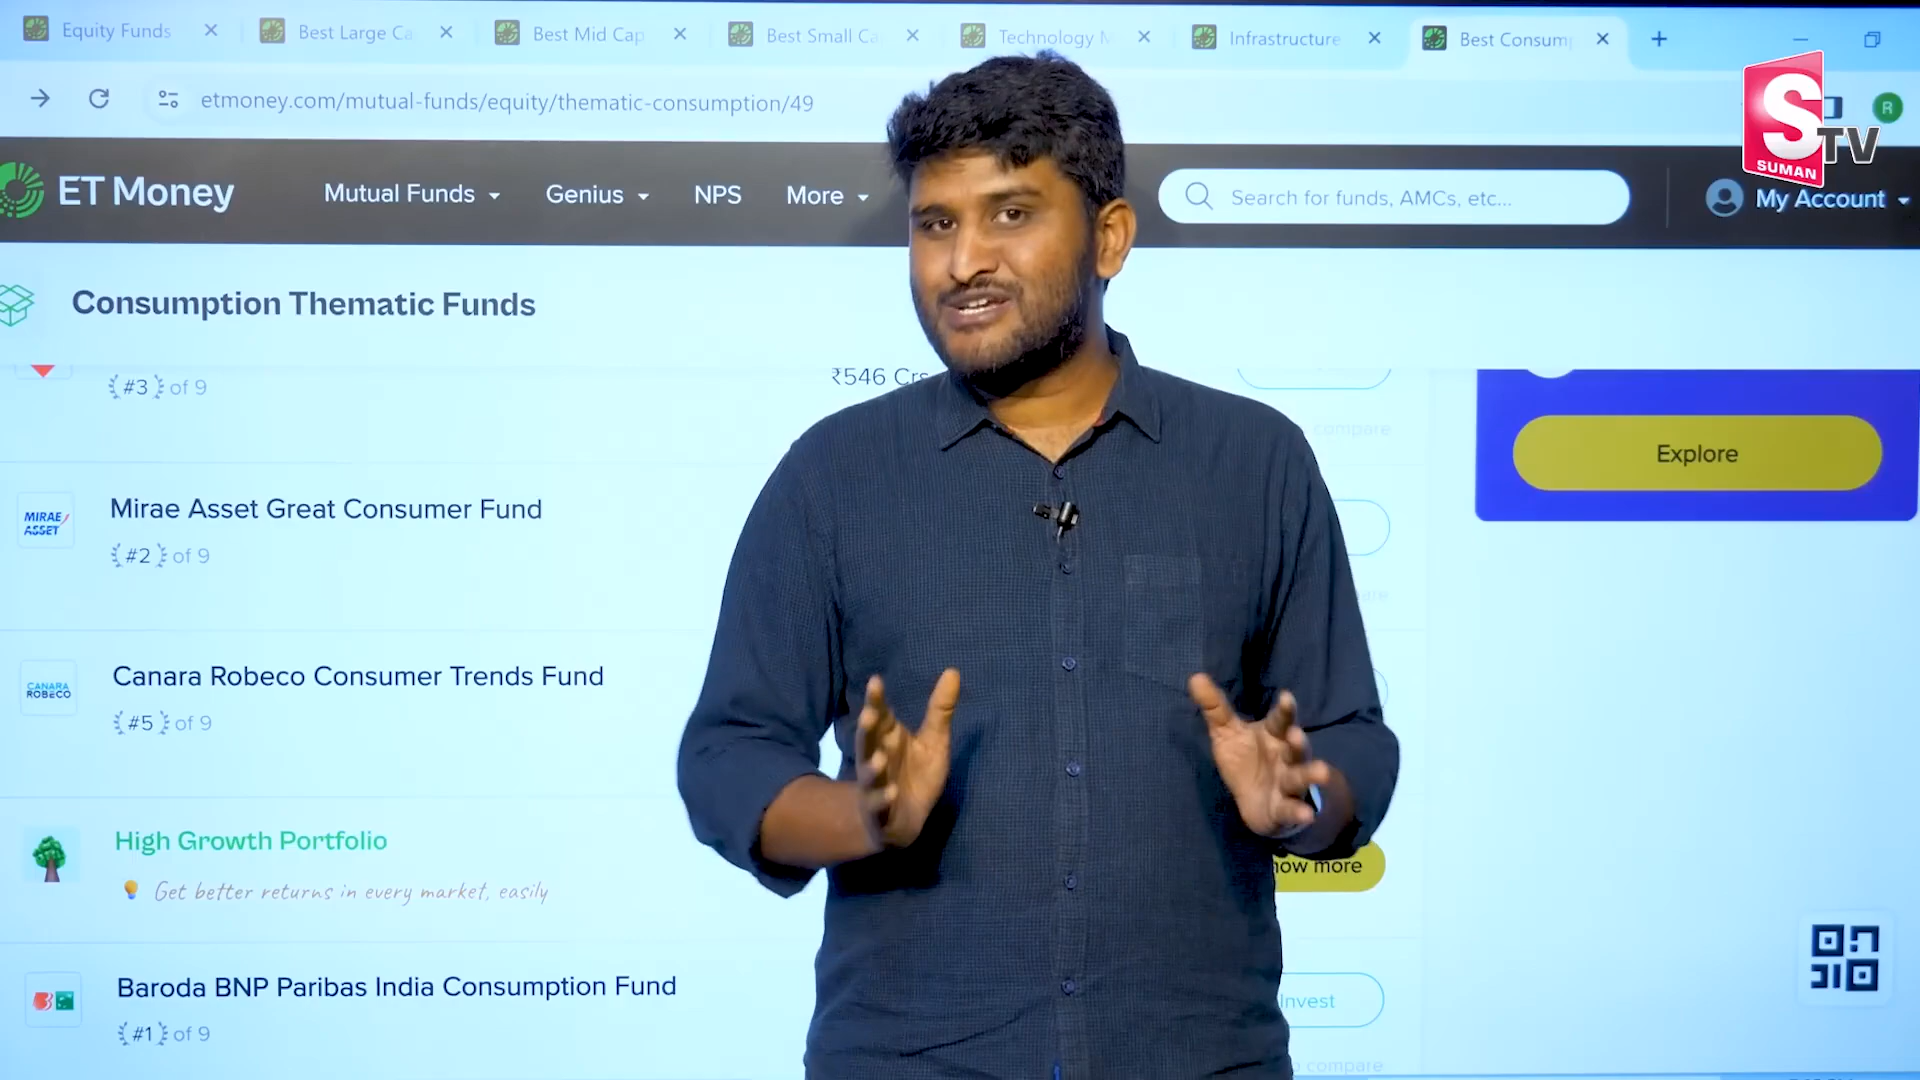 Equity Funds
Best Large Ca
Best Mid Cap
Best Small Ca
Technology M
Infrastructure
Best Consum
etmoney.com/mutual-funds/equity/thematic-consumption/49
R
S
TV
SUMAN
ET Money
Mutual Funds
Genius
NPS
More
Search for funds, AMCs, etc...
My Account
Consumption Thematic Funds
#3 of 9
₹546 Crs
compare
Explore
MIRAE
ASSET
Mirae Asset Great Consumer Fund
#2 of 9
CANARA
ROBECO
Canara Robeco Consumer Trends Fund
#5 of 9
High Growth Portfolio
Get better returns in every market, easily
how more
Baroda BNP Paribas India Consumption Fund
#1 of 9
Invest
compare